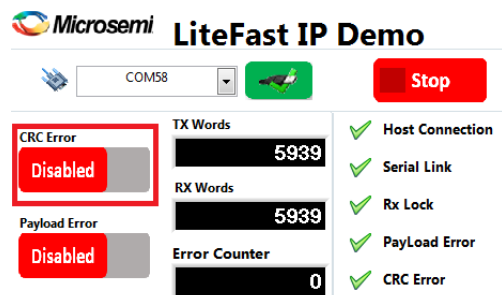 Microsemi
LiteFast IP Demo
COM58
Stop
CRC Error
Disabled
Payload Error
Disabled
TX Words
5939
RX Words
5939
Error Counter
0
Host Connection
Serial Link
Rx Lock
PayLoad Error
CRC Error